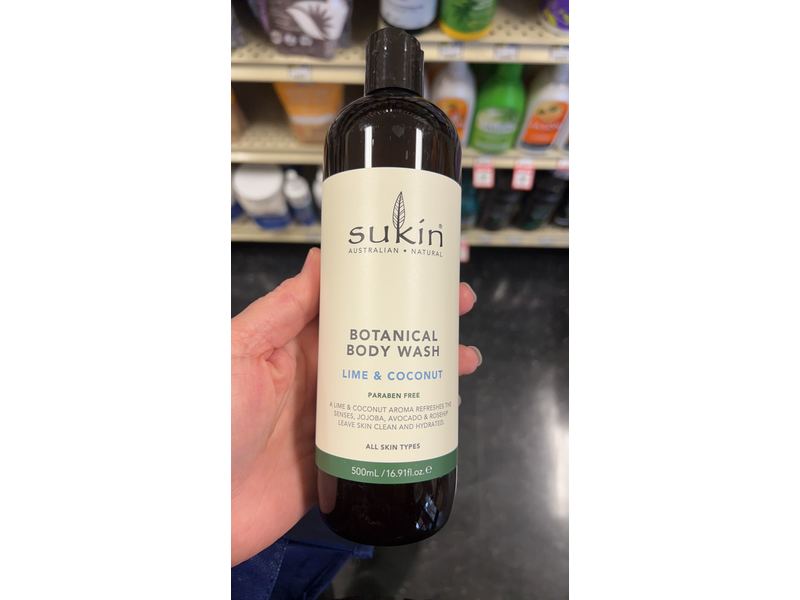 sukin®
AUSTRALIAN • NATURAL
BOTANICAL
BODY WASH
LIME & COCONUT
PARABEN FREE
A LIME & COCONUT AROMA REFRESHES THE
SENSES, JOJOBA, AVOCADO & ROSEHIP
LEAVE SKIN CLEAN AND HYDRATED.
ALL SKIN TYPES
500mL / 16.91fl.oz. ℮